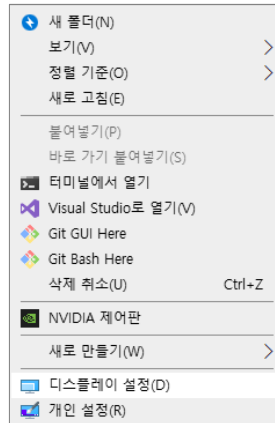 새 폴더(N)
보기(V)
정렬 기준(O)
새로 고침(E)
붙여넣기(P)
바로 가기 붙여넣기(S)
터미널에서 열기
Visual Studio로 열기(V)
Git GUI Here
Git Bash Here
삭제 취소(U) Ctrl+Z
NVIDIA 제어판
새로 만들기(W)
디스플레이 설정(D)
개인 설정(R)